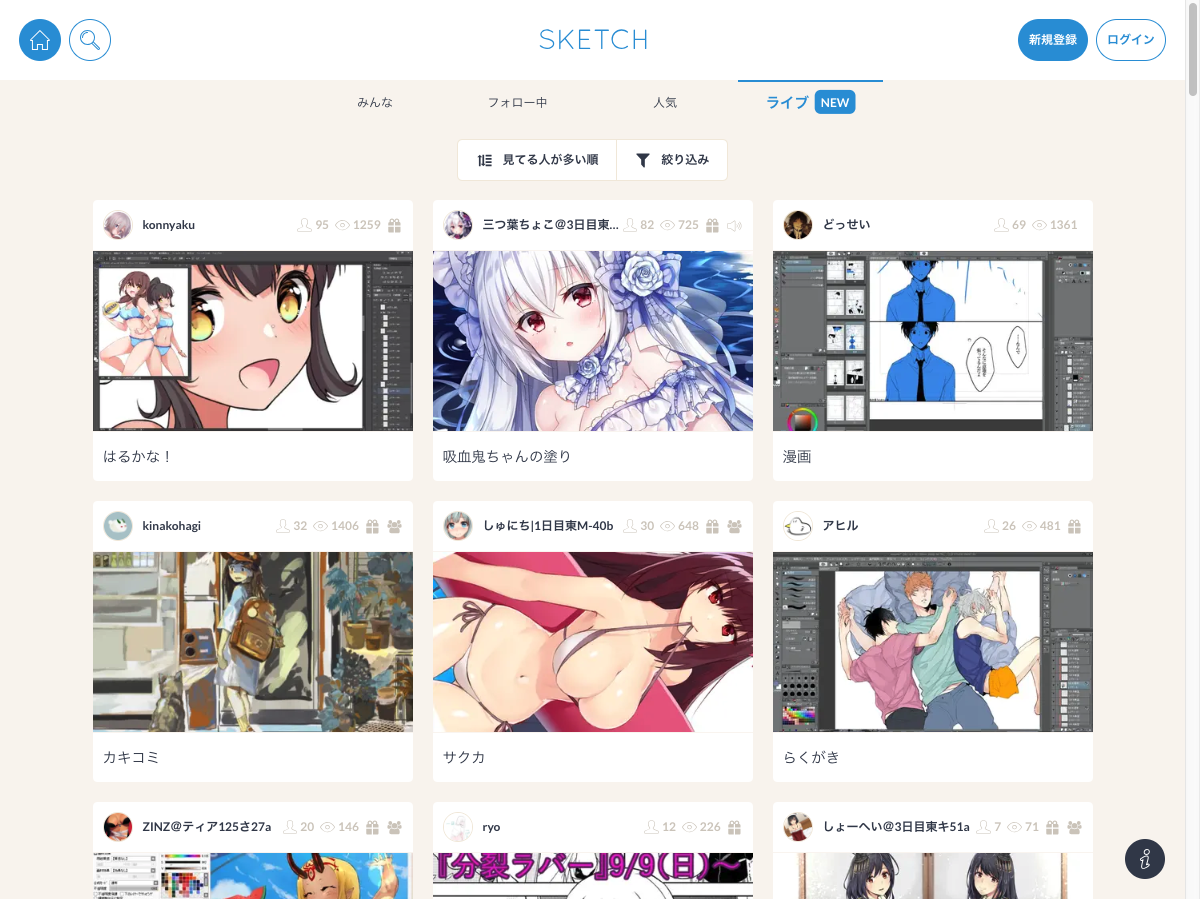 SKETCH
新規登録
ログイン
みんな
フォロー中
人気
ライブ NEW
見てる人が多い順
絞り込み
konnyaku 95 1259
三つ葉ちょこ@3日目東... 82 725
どっせい 69 1361
はるかな！
吸血鬼ちゃんの塗り
漫画
kinakohagi 32 1406
しゅにち|1日目東M-40b 30 648
アヒル 26 481
カキコミ
サクカ
らくがき
ZINZ@ティア125さ27a 20 146
ryo 12 226
しょーへい@3日目東キ51a 7 71
『分裂ラバー』9/9(日)～